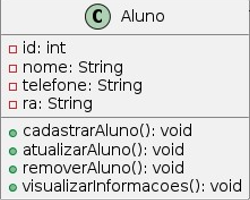 C Aluno
id: int
nome: String
telefone: String
ra: String
cadastrarAluno(): void
atualizarAluno(): void
removerAluno(): void
visualizarInformacoes(): void